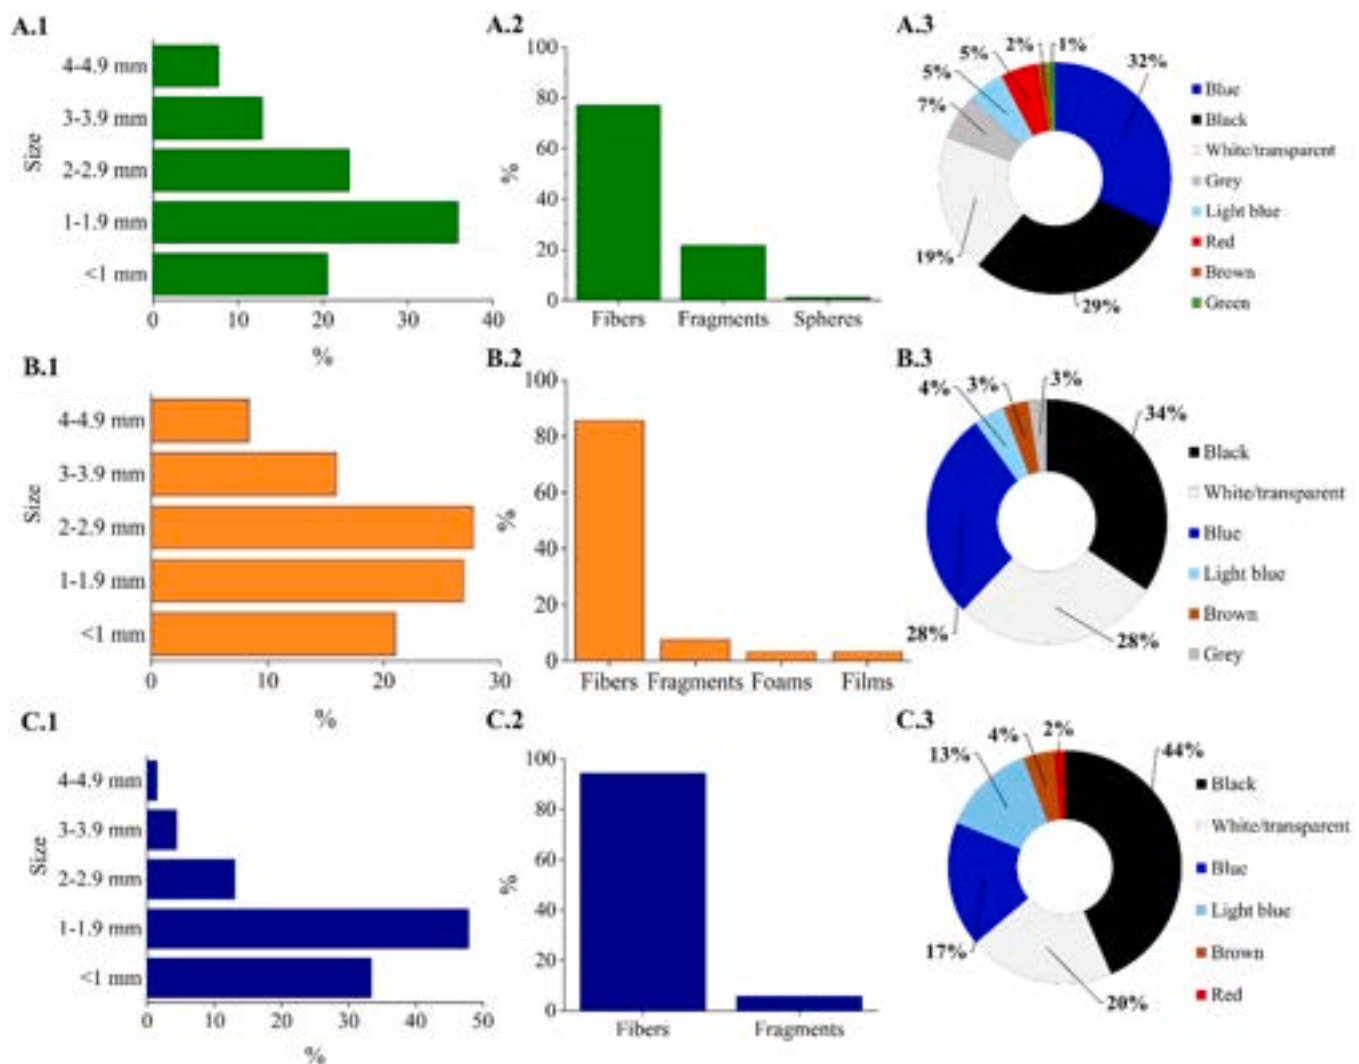 A.1
Size
4-4.9 mm
3-3.9 mm
2-2.9 mm
1-1.9 mm
<1 mm
0 10 20 30 40
%
A.2
%
100
80
60
40
20
0
Fibers Fragments Spheres
A.3
5% 2% 1%
5% 32%
7%
19%
29%
Blue
Black
White/transparent
Grey
Light blue
Red
Brown
Green
B.1
Size
4-4.9 mm
3-3.9 mm
2-2.9 mm
1-1.9 mm
<1 mm
0 10 20 30
%
B.2
%
100
80
60
40
20
0
Fibers Fragments Foams Films
B.3
4% 3% 3%
34%
28% 28%
Black
White/transparent
Blue
Light blue
Brown
Grey
C.1
Size
4-4.9 mm
3-3.9 mm
2-2.9 mm
1-1.9 mm
<1 mm
0 10 20 30 40 50
%
C.2
%
100
80
60
40
20
0
Fibers Fragments
C.3
13% 4% 2% 44%
17%
20%
Black
White/transparent
Blue
Light blue
Brown
Red